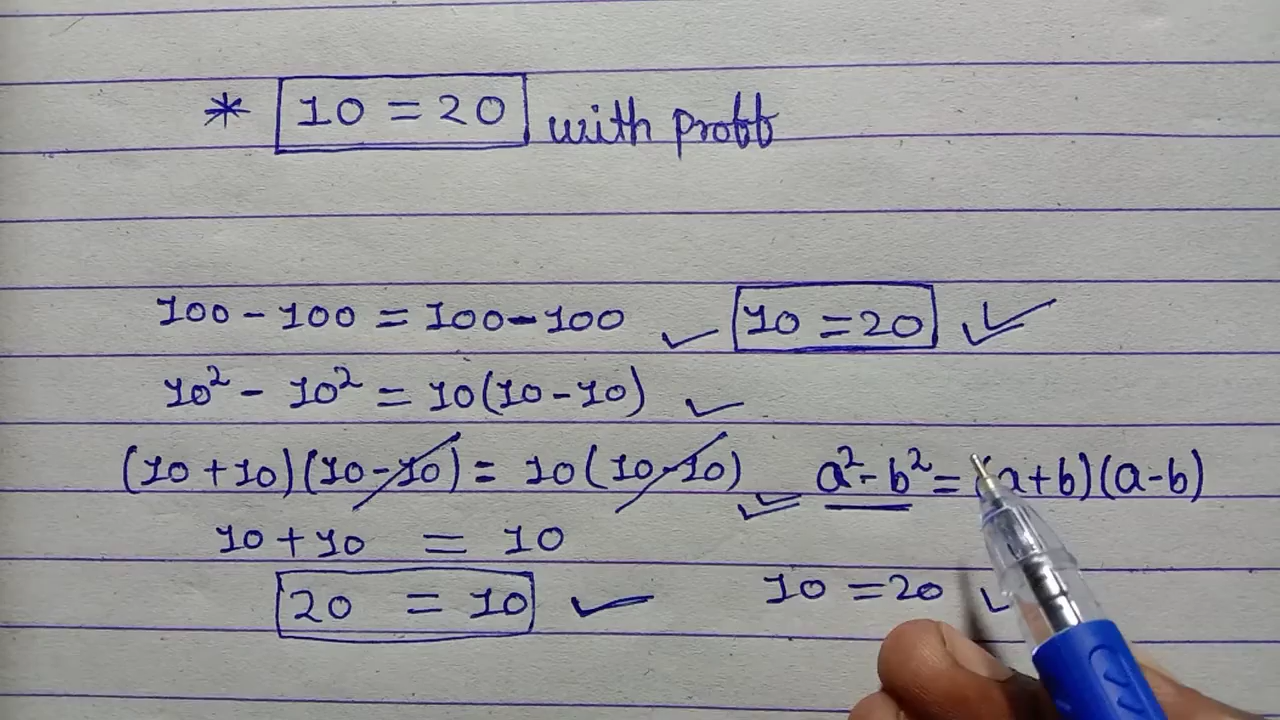 * 10 = 20 with proff
100 - 100 = 100 - 100 ✓ 10 = 20 ✓
10² - 10² = 10(10 - 10) ✓
(10 + 10)(10 - 10) = 10(10 - 10) ✓ a² - b² = (a + b)(a - b)
10 + 10 = 10
20 = 10 ✓ 10 = 20 ✓